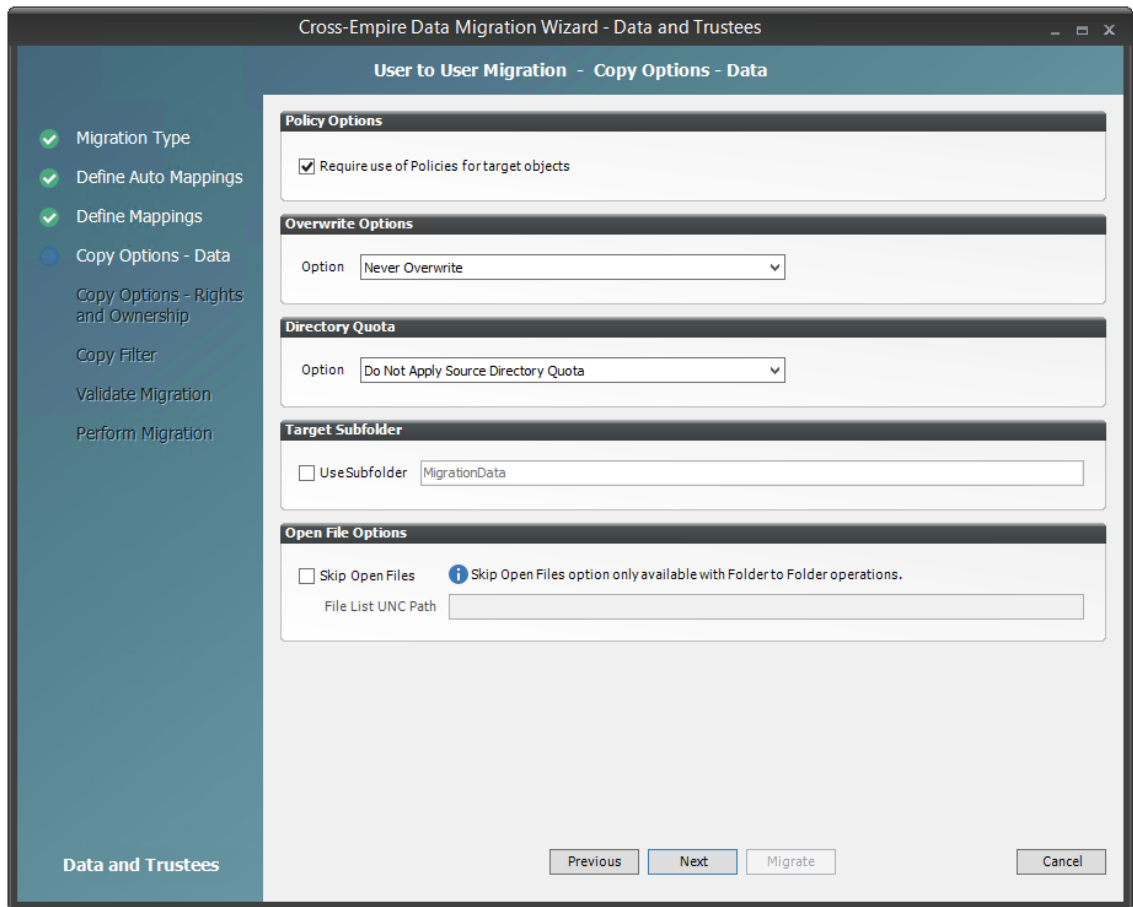 Cross-Empire Data Migration Wizard - Data and Trustees
User to User Migration - Copy Options - Data
Migration Type
Define Auto Mappings
Define Mappings
Copy Options - Data
Copy Options - Rights
and Ownership
Copy Filter
Validate Migration
Perform Migration
Data and Trustees
Policy Options
Require use of Policies for target objects
Overwrite Options
Option Never Overwrite
Directory Quota
Option Do Not Apply Source Directory Quota
Target Subfolder
Use Subfolder MigrationData
Open File Options
Skip Open Files Skip Open Files option only available with Folder to Folder operations.
File List UNC Path
Previous Next Migrate Cancel